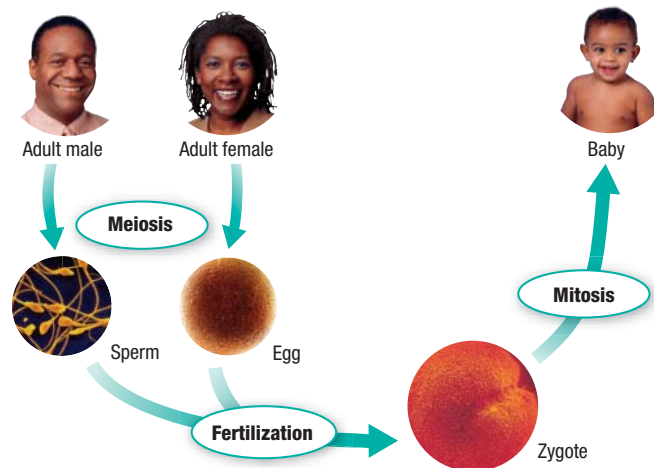 Adult male
Adult female
Baby
Meiosis
Sperm
Egg
Mitosis
Fertilization
Zygote